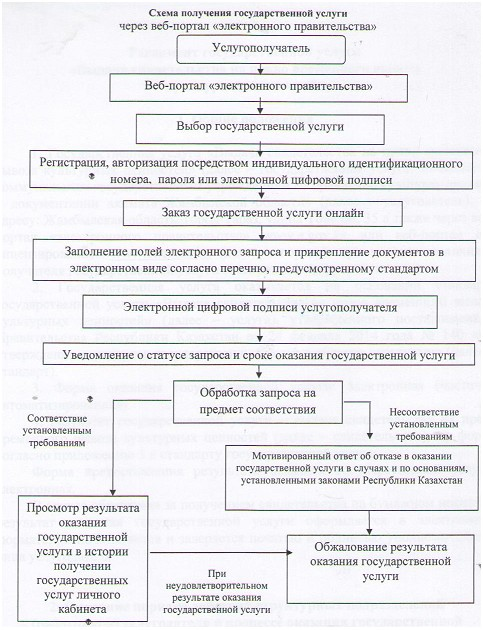 Схема получения государственной услуги
через веб-портал «электронного правительства»
Услугополучатель
Веб-портал «электронного правительства»
Выбор государственной услуги
Регистрация, авторизация посредством индивидуального идентификационного
номера, пароля или электронной цифровой подписи
Заказ государственной услуги онлайн
Заполнение полей электронного запроса и прикрепление документов в
электронном виде согласно перечню, предусмотренному стандартом
Электронной цифровой подписи услугополучателя
Уведомление о статусе запроса и сроке оказания государственной услуги
Обработка запроса на
предмет соответствия
Соответствие
установленным
требованиям
Несоответствие
установленным
требованиям
Мотивированный ответ об отказе в оказании
государственной услуги в случаях и по основаниям,
установленными законами Республики Казахстан
Просмотр результата
оказания
государственной
услуги в истории
получении
государственных
услуг личного
кабинета
При
неудовлетворительном
результате оказания
государственной услуги
Обжалование результата
оказания государственной
услуги